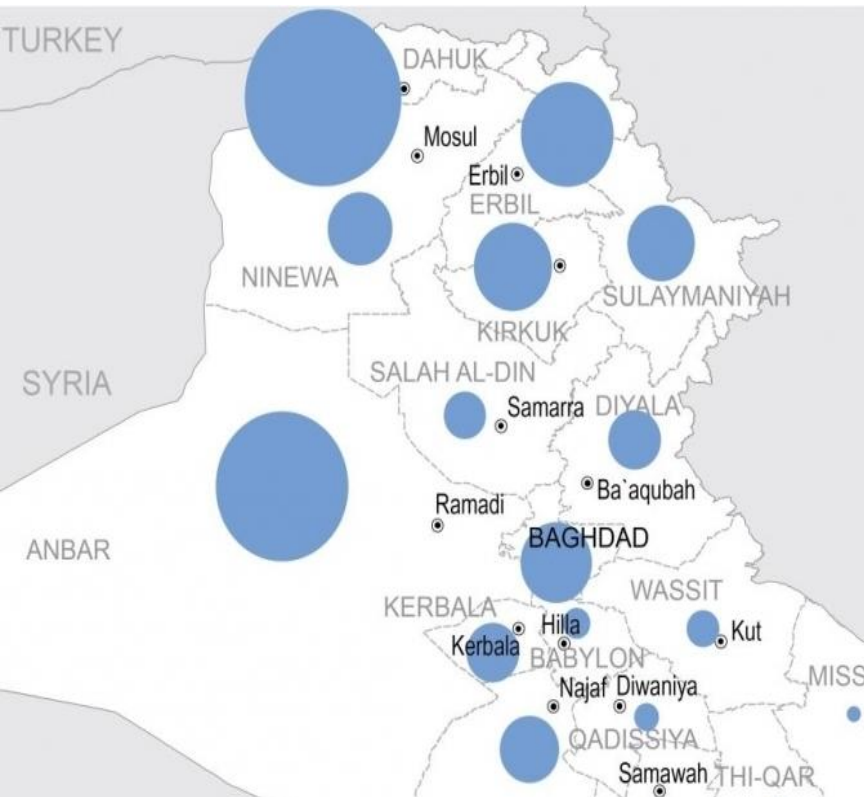 TURKEY
DAHUK
Mosul
Erbil
ERBIL
NINEWA
SULAYMANIYAH
KIRKUK
SALAH AL-DIN
SYRIA
Samarra
DIYALA
Ba`aqubah
Ramadi
BAGHDAD
ANBAR
WASSIT
KERBALA
Hilla
Kut
Kerbala
BABYLON
MISS
Najaf
Diwaniya
QADISSIYA
Samawah
THI-QAR